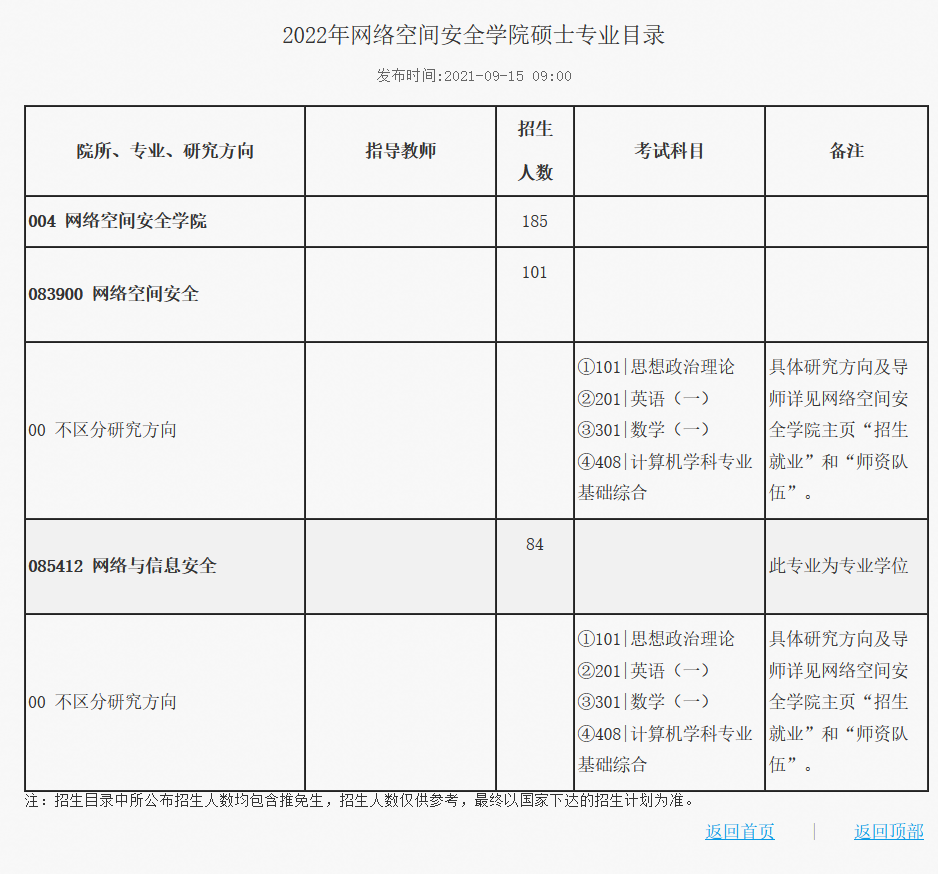 2022年网络空间安全学院硕士专业目录
发布时间:2021-09-15 09:00
院所、专业、研究方向
指导教师
招生
人数
考试科目
备注
004 网络空间安全学院
185
083900 网络空间安全
101
00 不区分研究方向
①101|思想政治理论
②201|英语（一）
③301|数学（一）
④408|计算机学科专业
基础综合
具体研究方向及导
师详见网络空间安
全学院主页“招生
就业”和“师资队
伍”。
085412 网络与信息安全
84
此专业为专业学位
00 不区分研究方向
①101|思想政治理论
②201|英语（一）
③301|数学（一）
④408|计算机学科专业
基础综合
具体研究方向及导
师详见网络空间安
全学院主页“招生
就业”和“师资队
伍”。
注：招生目录中所公布招生人数均包含推免生，招生人数仅供参考，最终以国家下达的招生计划为准。
返回首页 | 返回顶部